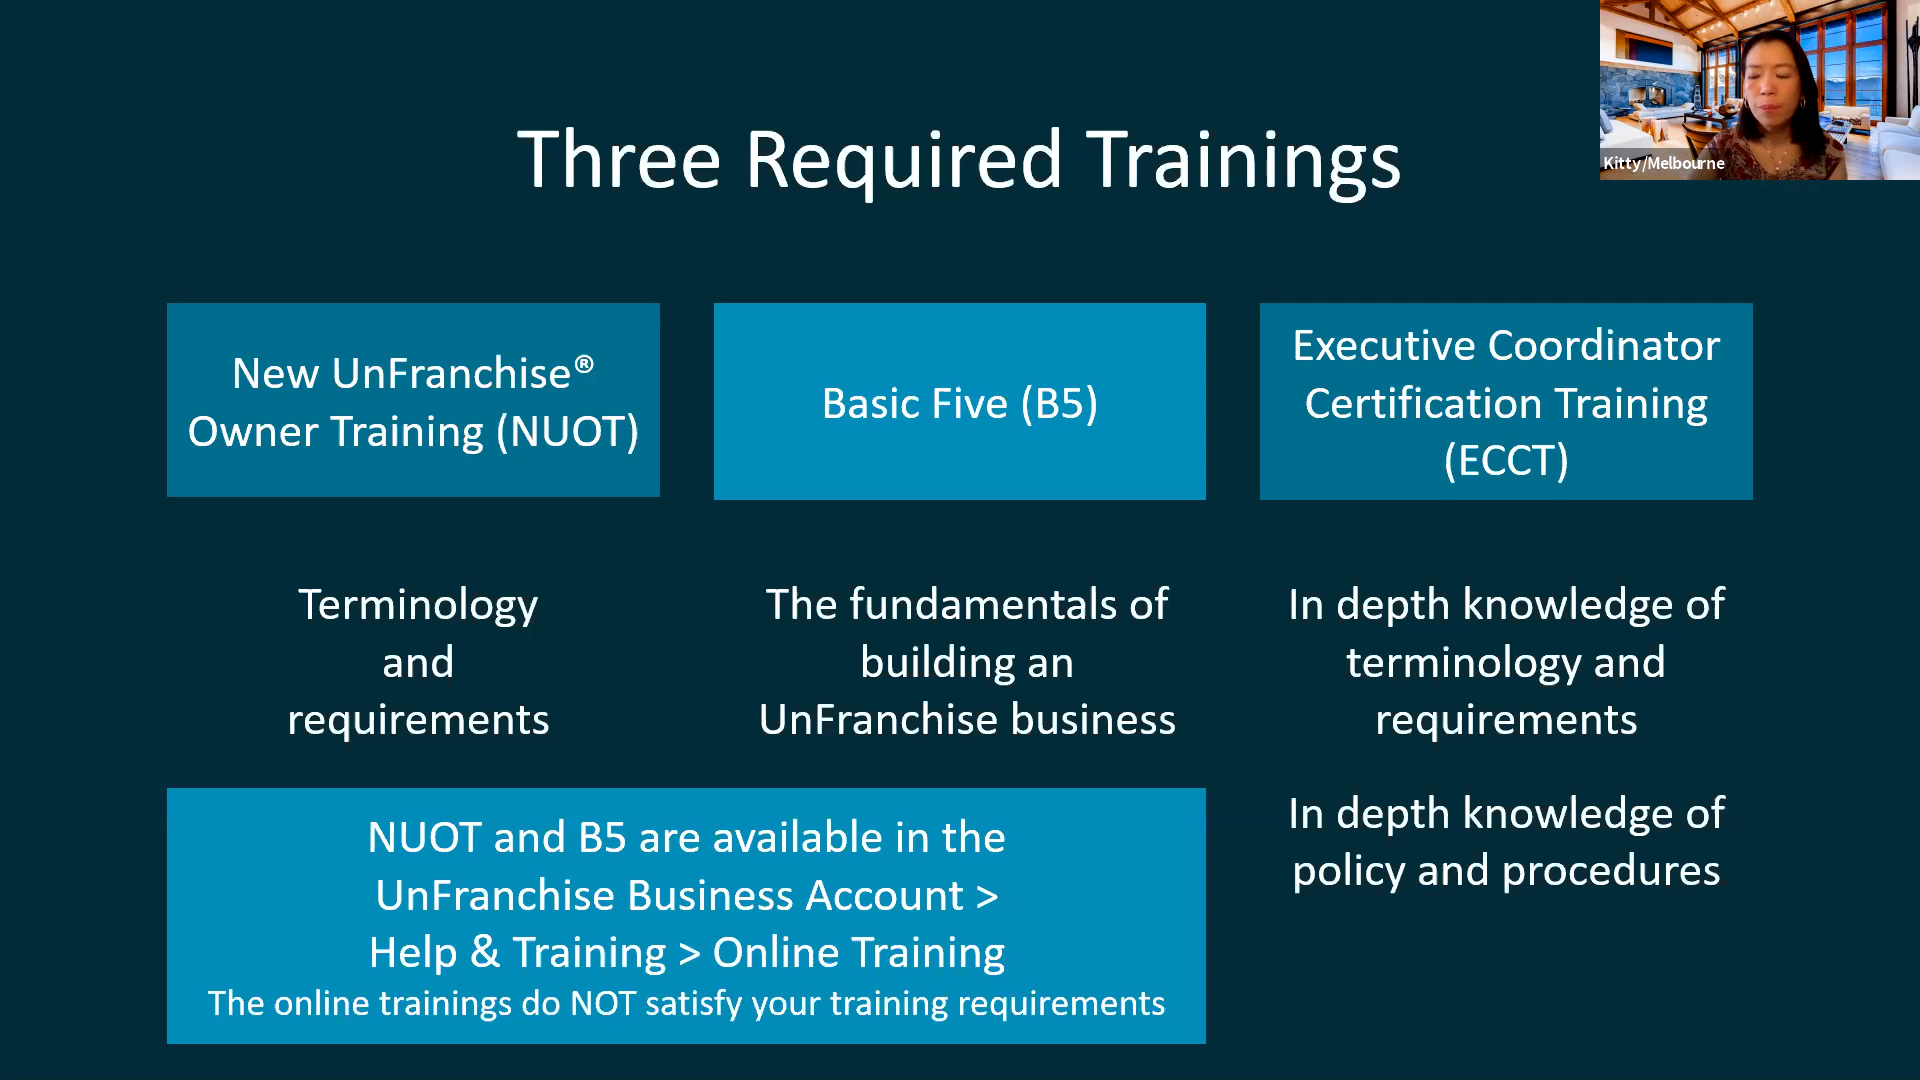 Three Required Trainings
Kitty/Melbourne
New UnFranchise®
Owner Training (NUOT)
Basic Five (B5)
Executive Coordinator
Certification Training
(ECCT)
Terminology
and
requirements
The fundamentals of
building an
UnFranchise business
In depth knowledge of
terminology and
requirements
In depth knowledge of
policy and procedures
NUOT and B5 are available in the
UnFranchise Business Account >
Help & Training > Online Training
The online trainings do NOT satisfy your training requirements